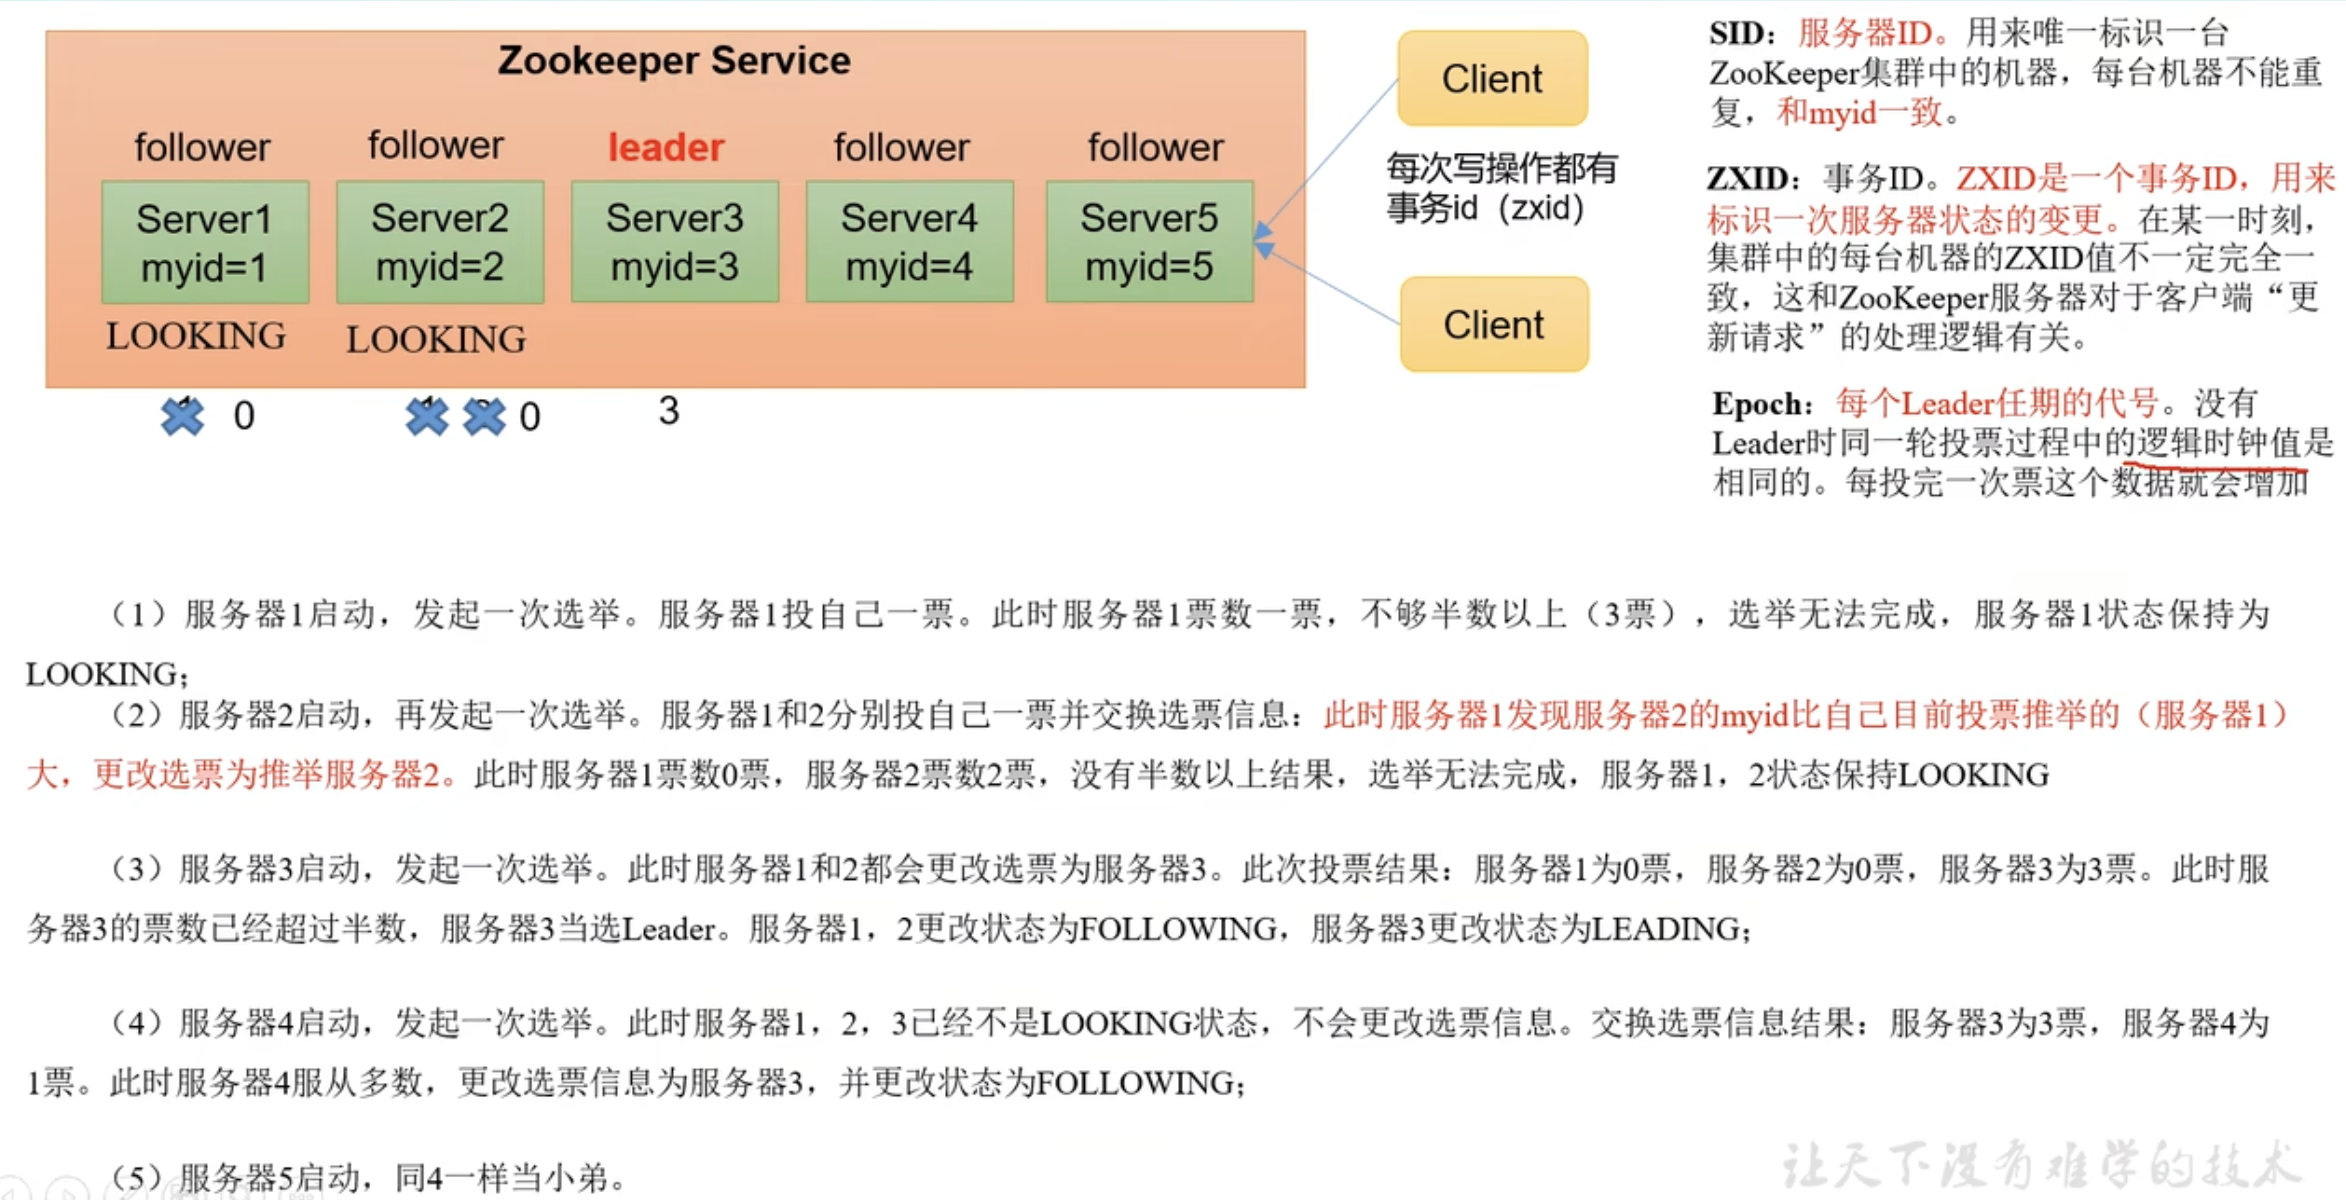 Zookeeper Service
follower
follower
leader
follower
follower
Server1
myid=1
Server2
myid=2
Server3
myid=3
Server4
myid=4
Server5
myid=5
LOOKING
LOOKING
0
0
3
Client
每次写操作都有
事务id（zxid）
Client
SID：服务器ID。用来唯一标识一台
ZooKeeper集群中的机器，每台机器不能重
复，和myid一致。
ZXID：事务ID。ZXID是一个事务ID，用来
标识一次服务器状态的变更。在某一时刻，
集群中的每台机器的ZXID值不一定完全一
致，这和ZooKeeper服务器对于客户端“更
新请求”的处理逻辑有关。
Epoch：每个Leader任期的代号。没有
Leader时同一轮投票过程中的逻辑时钟值是
相同的。每投完一次票这个数据就会增加
（1）服务器1启动，发起一次选举。服务器1投自己一票。此时服务器1票数一票，不够半数以上（3票），选举无法完成，服务器1状态保持为
LOOKING；
（2）服务器2启动，再发起一次选举。服务器1和2分别投自己一票并交换选票信息：此时服务器1发现服务器2的myid比自己目前投票推举的（服务器1）
大，更改选票为推举服务器2。此时服务器1票数0票，服务器2票数2票，没有半数以上结果，选举无法完成，服务器1，2状态保持LOOKING
（3）服务器3启动，发起一次选举。此时服务器1和2都会更改选票为服务器3。此次投票结果：服务器1为0票，服务器2为0票，服务器3为3票。此时服
务器3的票数已经超过半数，服务器3当选Leader。服务器1，2更改状态为FOLLOWING，服务器3更改状态为LEADING；
（4）服务器4启动，发起一次选举。此时服务器1，2，3已经不是LOOKING状态，不会更改选票信息。交换选票信息结果：服务器3为3票，服务器4为
1票。此时服务器4服从多数，更改选票信息为服务器3，并更改状态为FOLLOWING；
（5）服务器5启动，同4一样当小弟。
让天下没有难学的技术